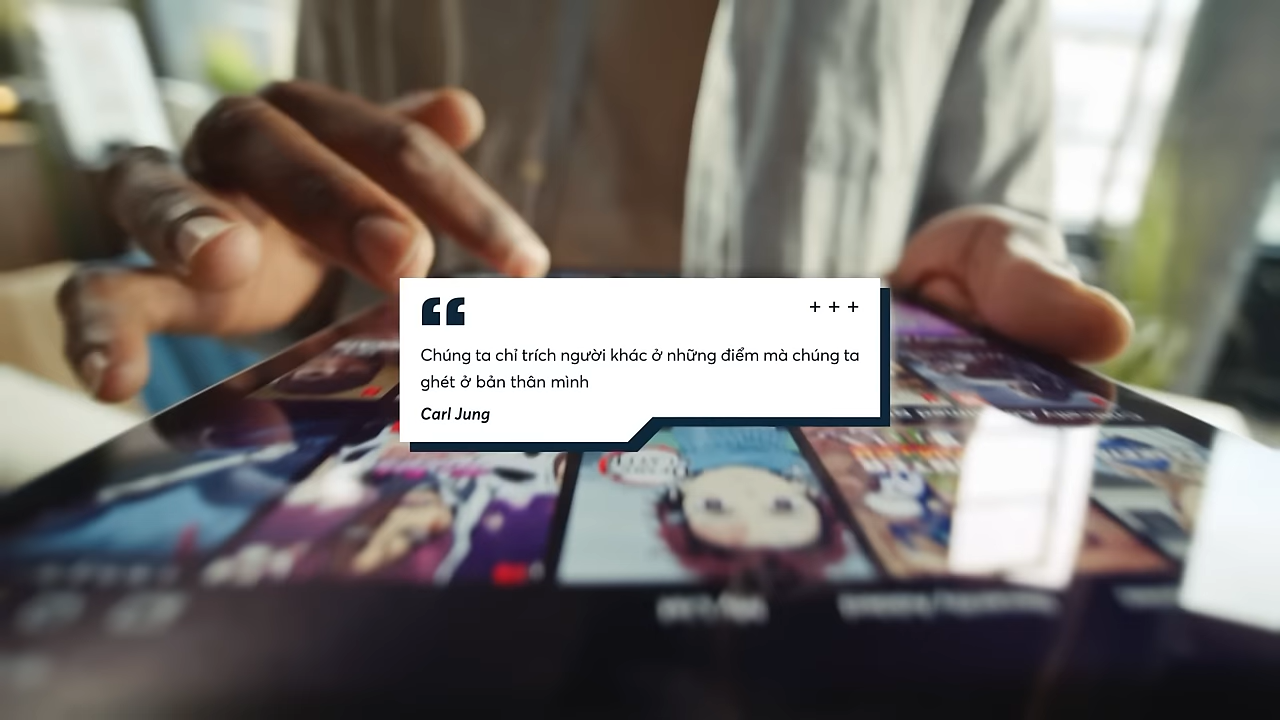 + + +
Chúng ta chỉ trích người khác ở những điểm mà chúng ta
ghét ở bản thân mình
Carl Jung